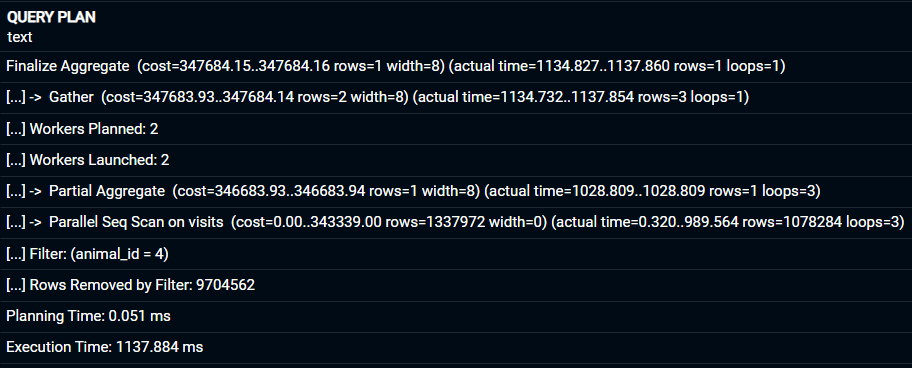 QUERY PLAN
text
Finalize Aggregate (cost=347684.15..347684.16 rows=1 width=8) (actual time=1134.827..1137.860 rows=1 loops=1)
[...] -> Gather (cost=347683.93..347684.14 rows=2 width=8) (actual time=1134.732..1137.854 rows=3 loops=1)
[...] Workers Planned: 2
[...] Workers Launched: 2
[...] -> Partial Aggregate (cost=346683.93..346683.94 rows=1 width=8) (actual time=1028.809..1028.809 rows=1 loops=3)
[...] -> Parallel Seq Scan on visits (cost=0.00..343339.00 rows=1337972 width=0) (actual time=0.320..989.564 rows=1078284 loops=3)
[...] Filter: (animal_id = 4)
[...] Rows Removed by Filter: 9704562
Planning Time: 0.051 ms
Execution Time: 1137.884 ms